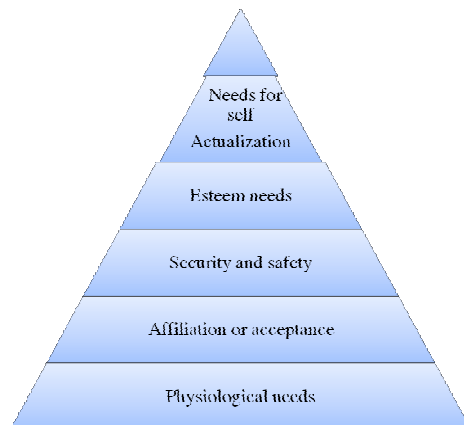 Needs for
self
Actualization
Esteem needs
Security and safety
Affiliation or acceptance
Physiological needs